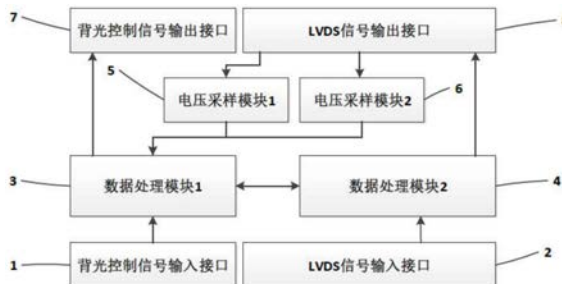 7 背光控制信号输出接口 LVDS信号输出接口
5 电压采样模块1 电压采样模块2 6
3 数据处理模块1 数据处理模块2 4
1 背光控制信号输入接口 LVDS信号输入接口 2